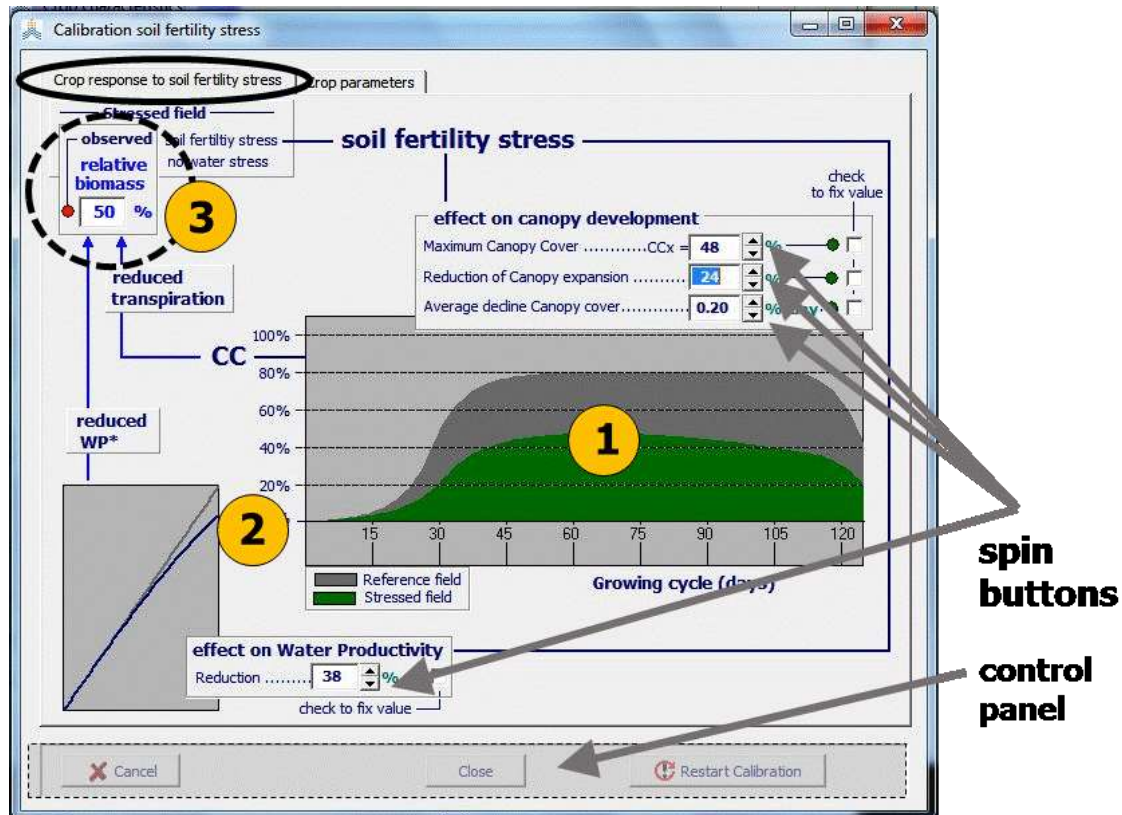 Crop characteristics
Calibration soil fertility stress
Crop response to soil fertility stress
Crop parameters
Stressed field
observed
soil fertiltiy stress
no water stress
relative
biomass
50 %
3
soil fertility stress
check
to fix value
effect on canopy development
Maximum Canopy Cover ............CCx = 48 %
Reduction of Canopy expansion .......... 24 %
Average decline Canopy cover............. 0.20 %/day
reduced
transpiration
CC
100%
80%
60%
40%
20%
1
reduced
WP*
2
15 30 45 60 75 90 105 120
Reference field
Stressed field
Growing cycle (days)
spin
buttons
effect on Water Productivity
Reduction ......... 38 %
check to fix value
control
panel
Cancel
Close
Restart Calibration